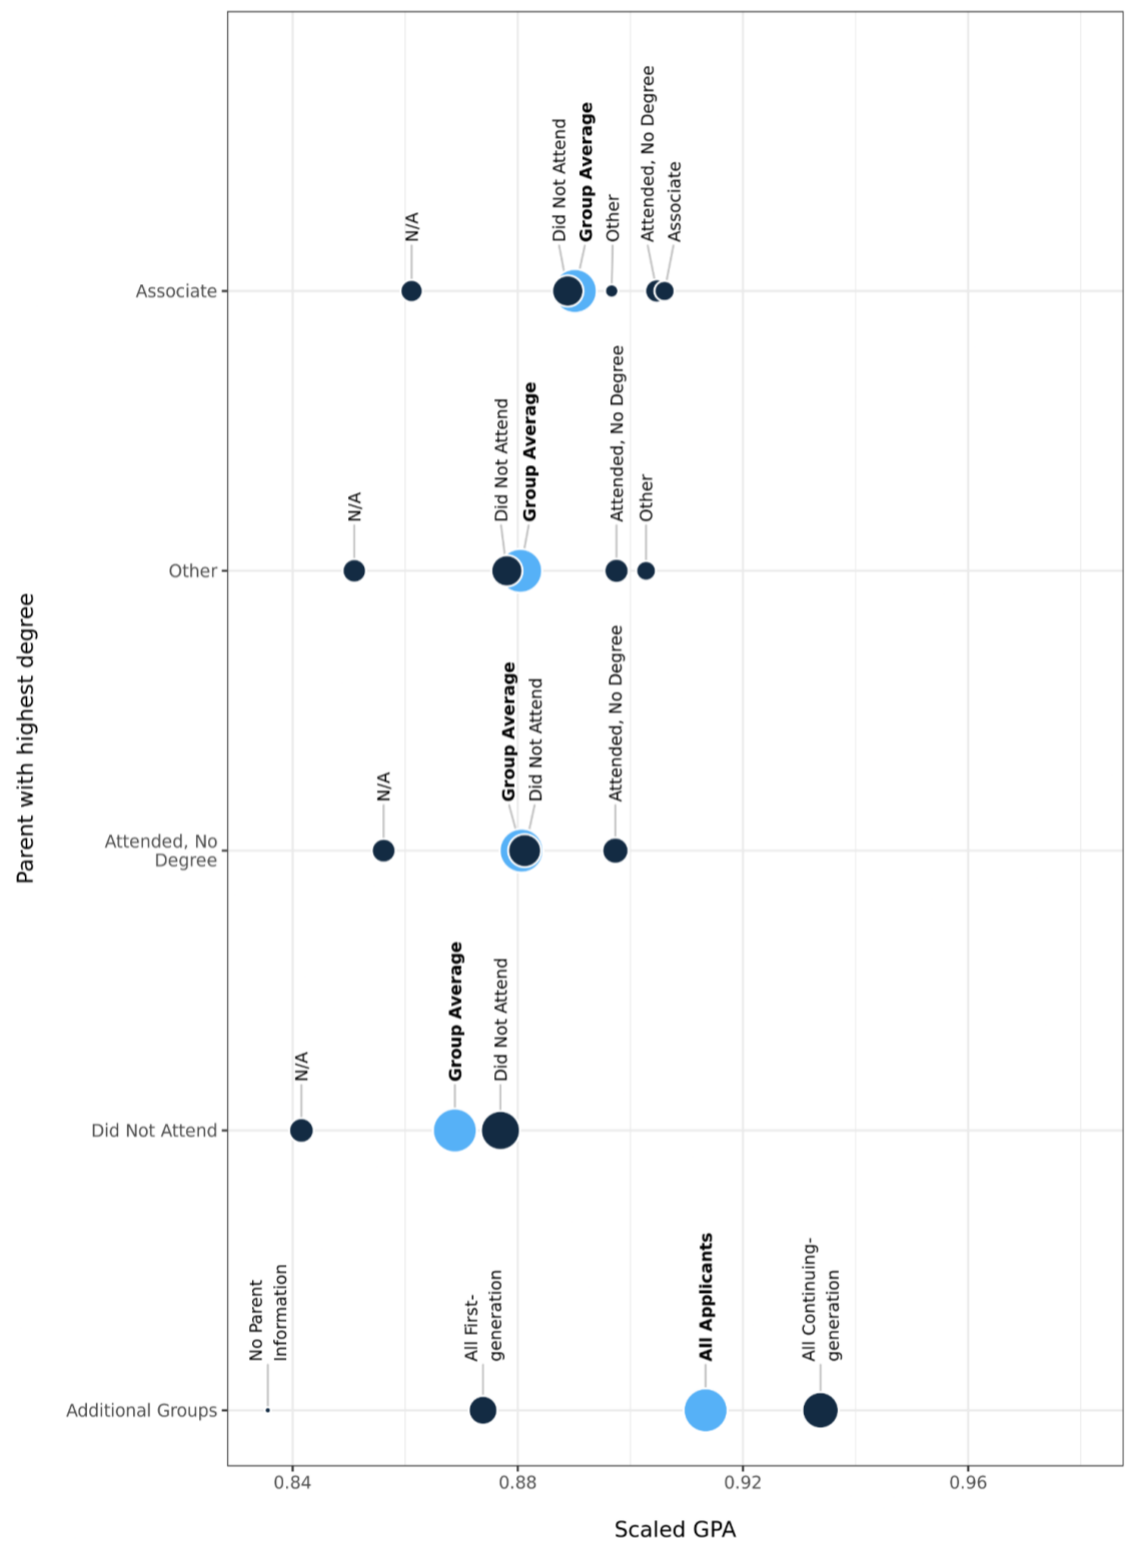 N/A
Did Not Attend
Group Average
Other
Attended, No Degree
Associate
Associate
N/A
Did Not Attend
Group Average
Attended, No Degree
Other
Other
N/A
Group Average
Did Not Attend
Attended, No Degree
Attended, No
Degree
N/A
Group Average
Did Not Attend
Did Not Attend
No Parent
Information
All First-
generation
All Applicants
All Continuing-
generation
Additional Groups
0.84
0.88
0.92
0.96
Scaled GPA
Parent with highest degree